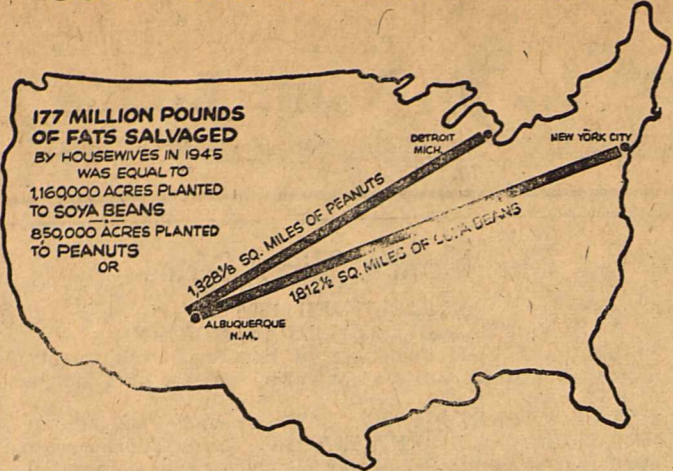 177 MILLION POUNDS
OF FATS SALVAGED
BY HOUSEWIVES IN 1945
WAS EQUAL TO
1,160,000 ACRES PLANTED
TO SOYA BEANS
850,000 ACRES PLANTED
TO PEANUTS
OR
DETROIT
MICH.
NEW YORK CITY
1,328⅛ SQ. MILES OF PEANUTS
1,812½ SQ. MILES OF SOYA BEANS
ALBUQUERQUE
N.M.